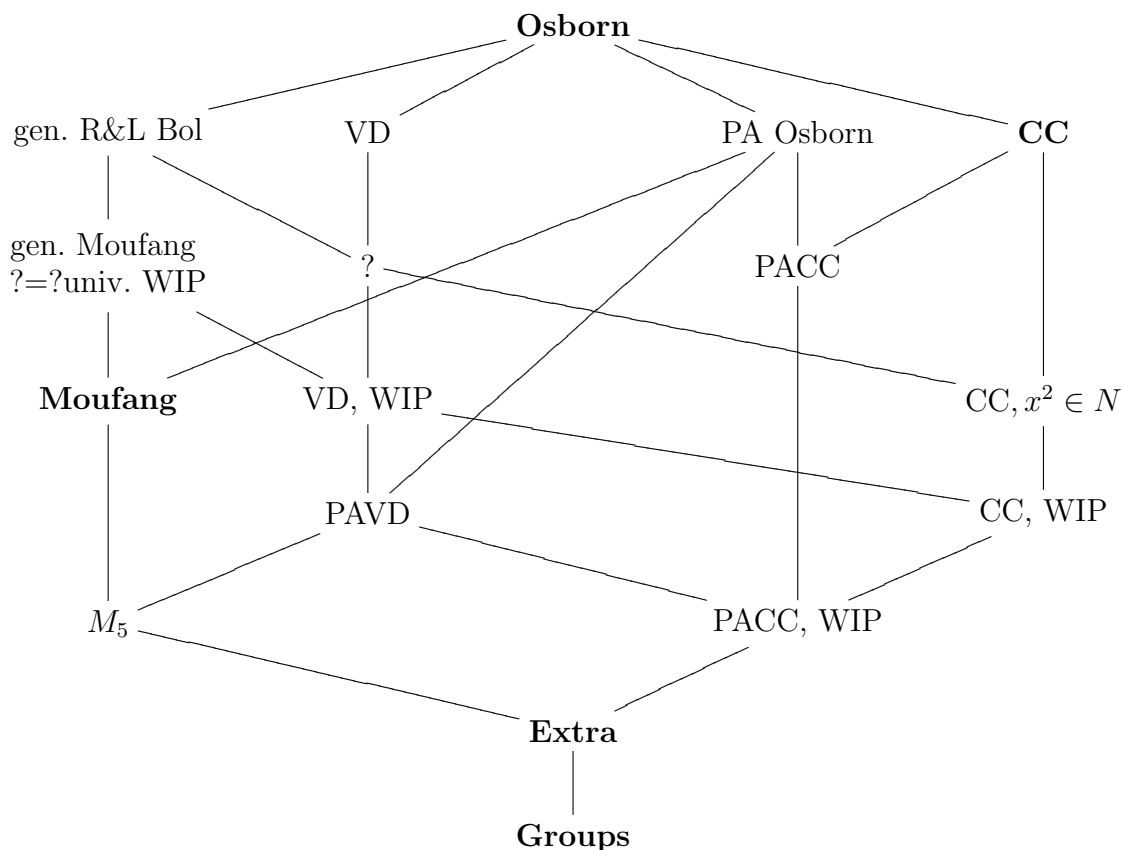 Osborn
gen. R&L Bol
VD
PA Osborn
CC
gen. Moufang
?=?univ. WIP
?
PACC
Moufang
VD, WIP
CC, x² ∈ N
PAVD
CC, WIP
M₅
PACC, WIP
Extra
Groups